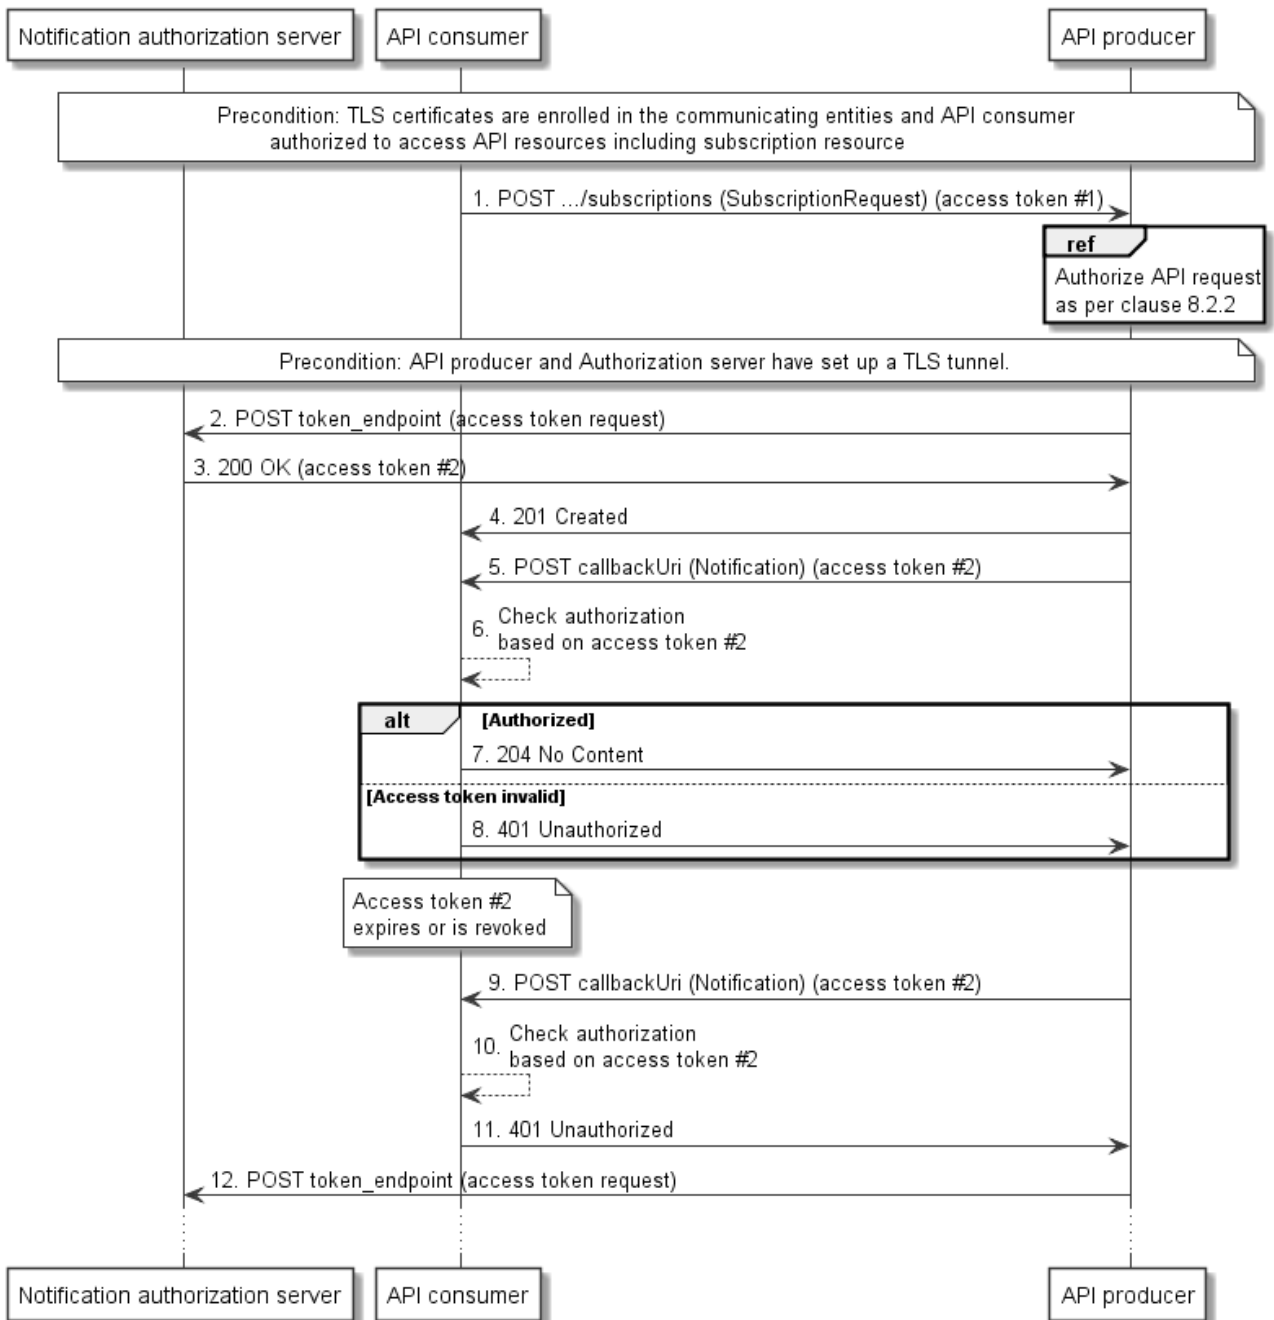 Notification authorization server
API consumer
API producer
Precondition: TLS certificates are enrolled in the communicating entities and API consumer
authorized to access API resources including subscription resource
1. POST .../subscriptions (SubscriptionRequest) (access token #1)
ref
Authorize API request
as per clause 8.2.2
Precondition: API producer and Authorization server have set up a TLS tunnel.
2. POST token_endpoint (access token request)
3. 200 OK (access token #2)
4. 201 Created
5. POST callbackUri (Notification) (access token #2)
6. Check authorization
based on access token #2
alt [Authorized]
7. 204 No Content
[Access token invalid]
8. 401 Unauthorized
Access token #2
expires or is revoked
9. POST callbackUri (Notification) (access token #2)
10. Check authorization
based on access token #2
11. 401 Unauthorized
12. POST token_endpoint (access token request)
Notification authorization server
API consumer
API producer